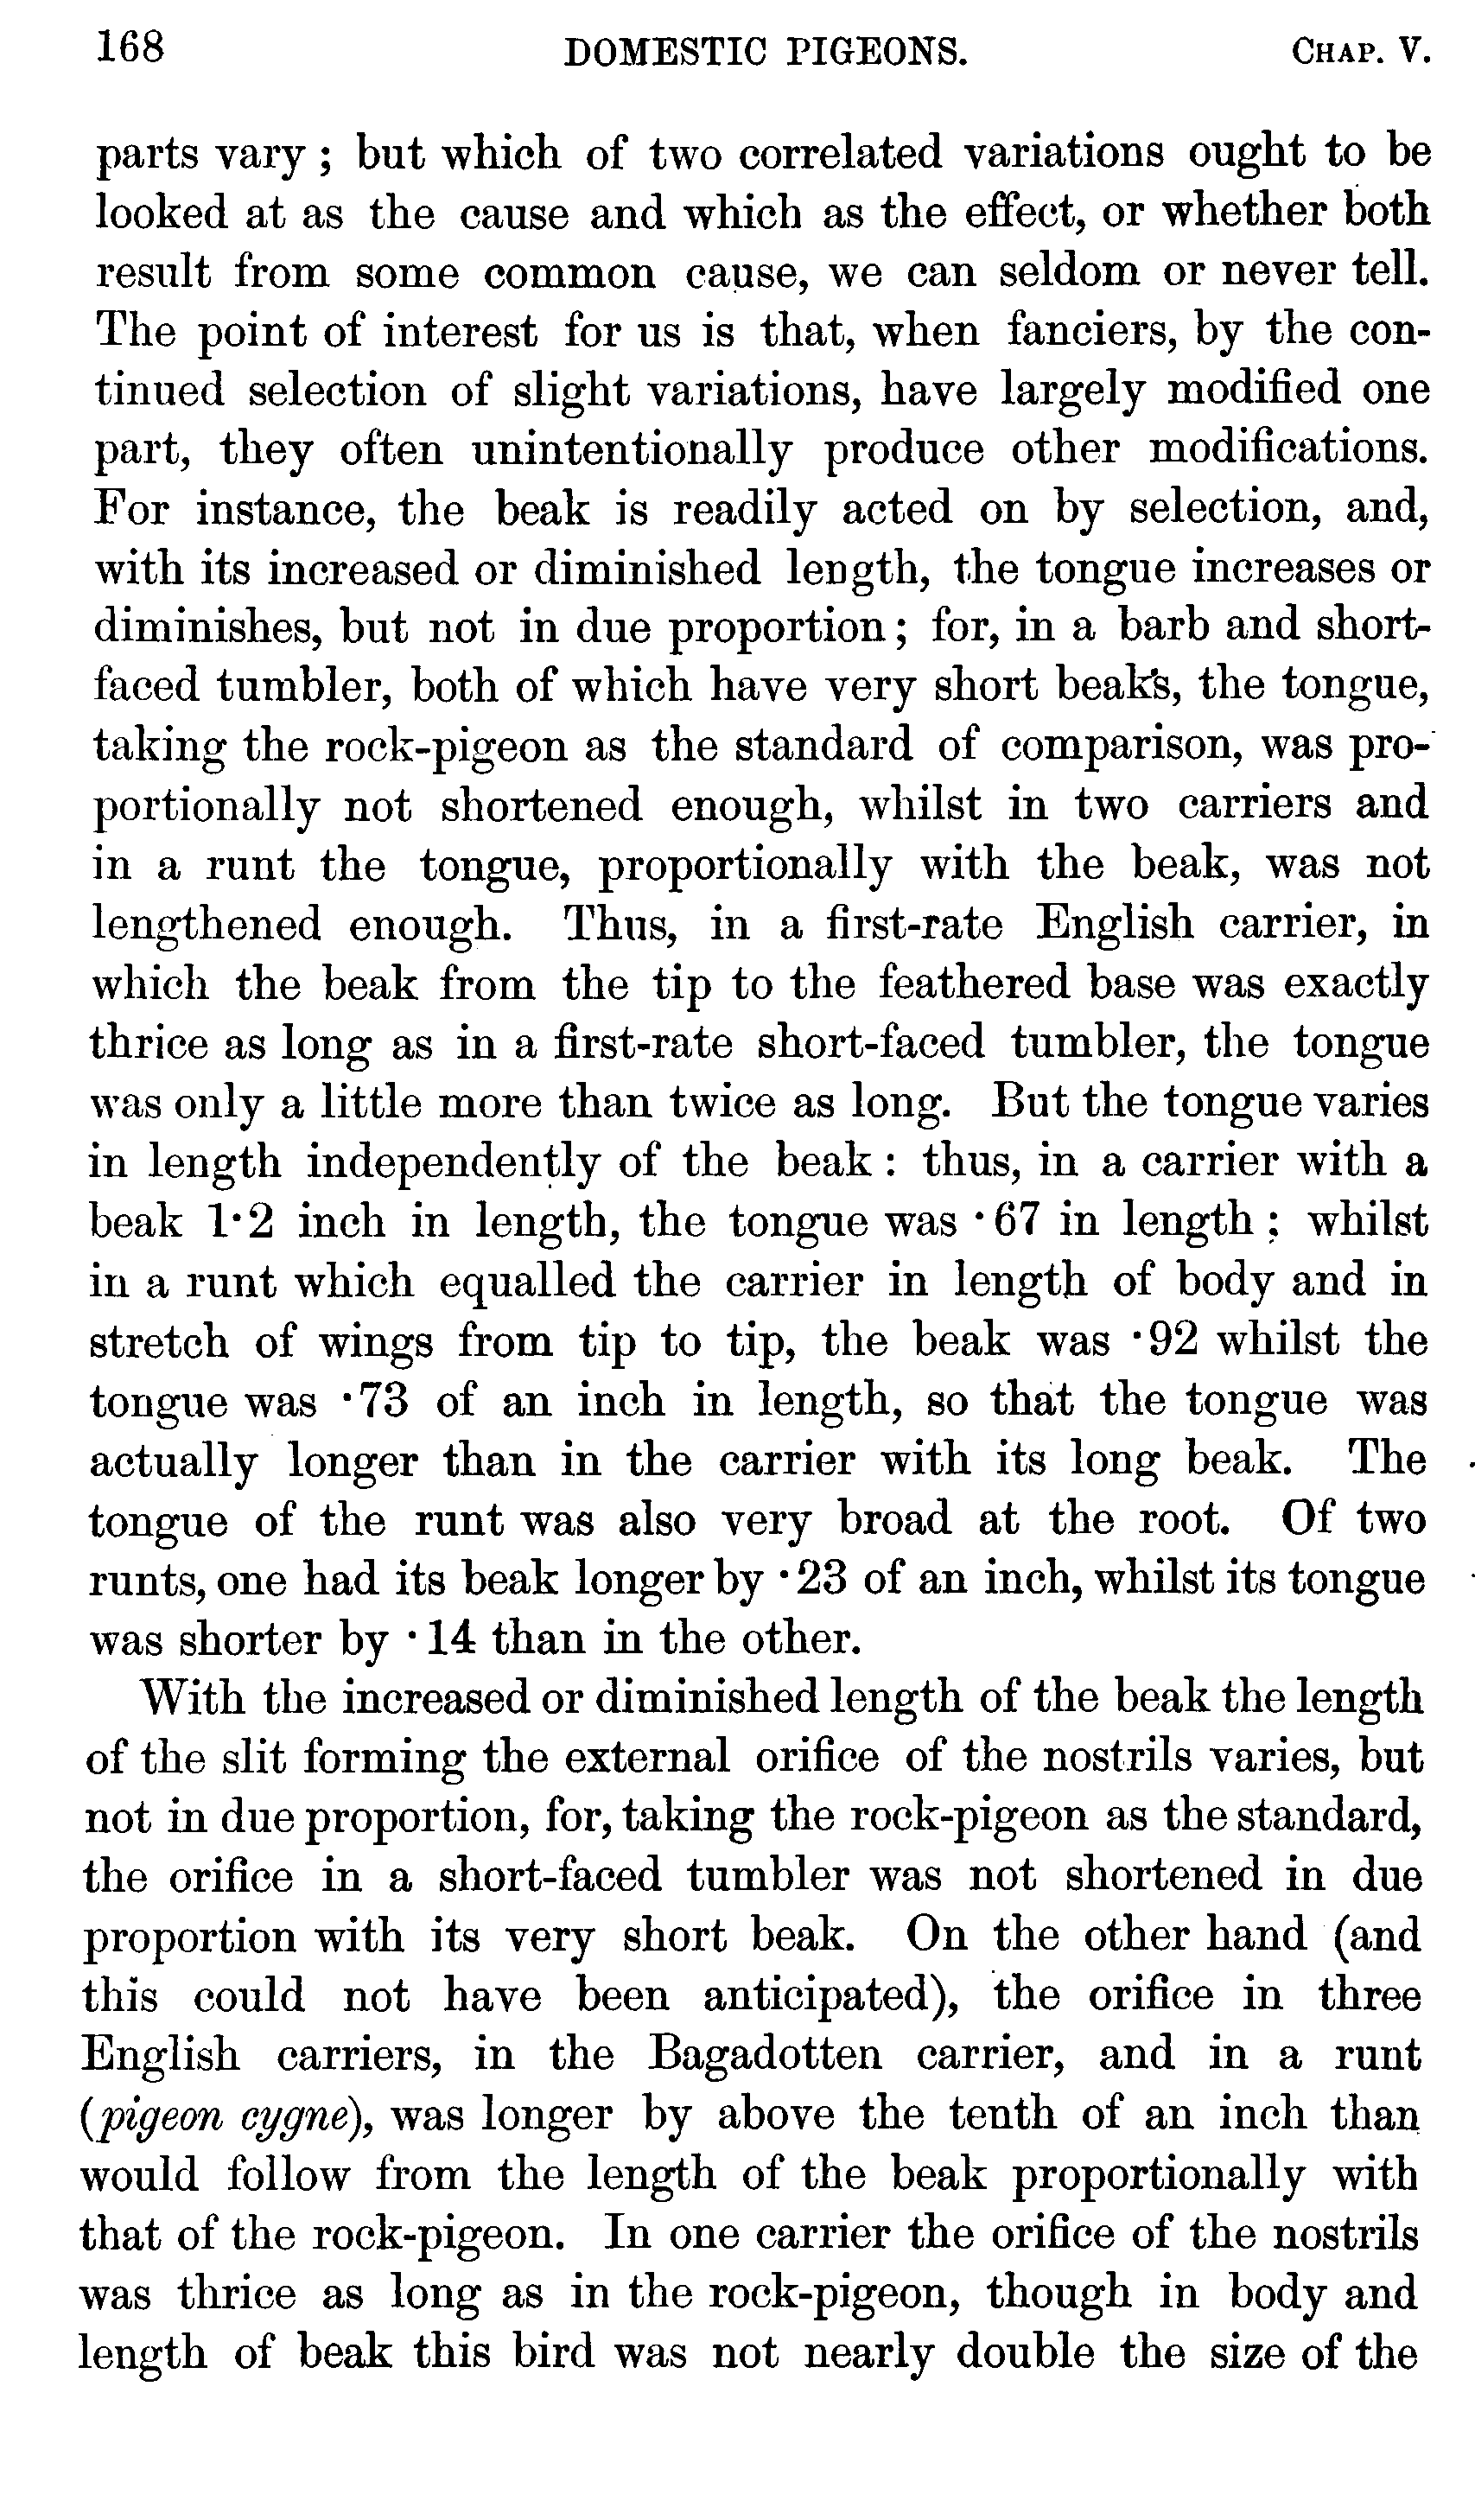 168 DOMESTIC PIGEONS. CHAP. V.
parts vary ; but which of two correlated variations ought to be
looked at as the cause and which as the effect, or whether both
result from some common cause, we can seldom or never tell.
The point of interest for us is that, when fanciers, by the con-
tinued selection of slight variations, have largely modified one
part, they often unintentionally produce other modifications.
For instance, the beak is readily acted on by selection, and,
with its increased or diminished length, the tongue increases or
diminishes, but not in due proportion ; for, in a barb and short-
faced tumbler, both of which have very short beaks, the tongue,
taking the rock-pigeon as the standard of comparison, was pro-
portionally not shortened enough, whilst in two carriers and
in a runt the tongue, proportionally with the beak, was not
lengthened enough. Thus, in a first-rate English carrier, in
which the beak from the tip to the feathered base was exactly
thrice as long as in a first-rate short-faced tumbler, the tongue
was only a little more than twice as long. But the tongue varies
in length independently of the beak : thus, in a carrier with a
beak 1·2 inch in length, the tongue was ·67 in length ; whilst
in a runt which equalled the carrier in length of body and in
stretch of wings from tip to tip, the beak was ·92 whilst the
tongue was ·73 of an inch in length, so that the tongue was
actually longer than in the carrier with its long beak. The
tongue of the runt was also very broad at the root. Of two
runts, one had its beak longer by ·23 of an inch, whilst its tongue
was shorter by ·14 than in the other.
With the increased or diminished length of the beak the length
of the slit forming the external orifice of the nostrils varies, but
not in due proportion, for, taking the rock-pigeon as the standard,
the orifice in a short-faced tumbler was not shortened in due
proportion with its very short beak. On the other hand (and
this could not have been anticipated), the orifice in three
English carriers, in the Bagadotten carrier, and in a runt
(pigeon cygne), was longer by above the tenth of an inch than
would follow from the length of the beak proportionally with
that of the rock-pigeon. In one carrier the orifice of the nostrils
was thrice as long as in the rock-pigeon, though in body and
length of beak this bird was not nearly double the size of the